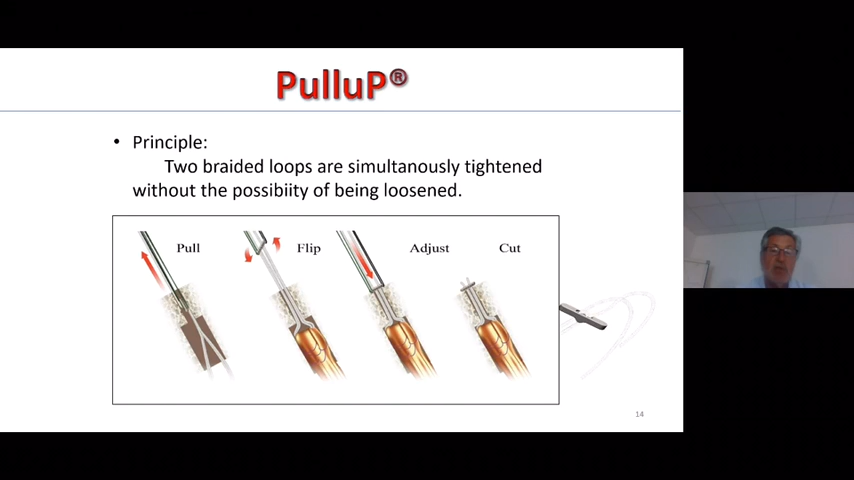 PulluP®
• Principle:
Two braided loops are simultanously tightened
without the possibiity of being loosened.
Pull Flip Adjust Cut
14